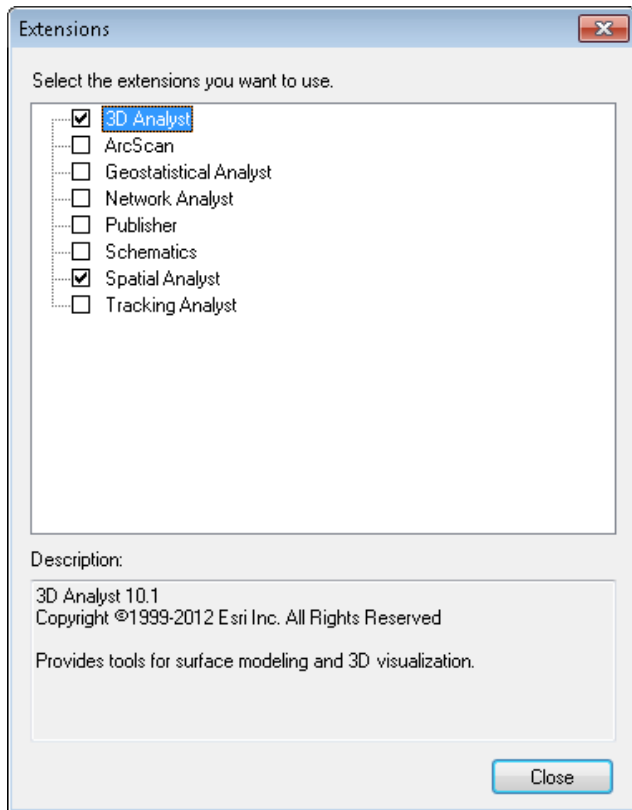 Extensions
Select the extensions you want to use.
3D Analyst
ArcScan
Geostatistical Analyst
Network Analyst
Publisher
Schematics
Spatial Analyst
Tracking Analyst
Description:
3D Analyst 10.1
Copyright ©1999-2012 Esri Inc. All Rights Reserved
Provides tools for surface modeling and 3D visualization.
Close